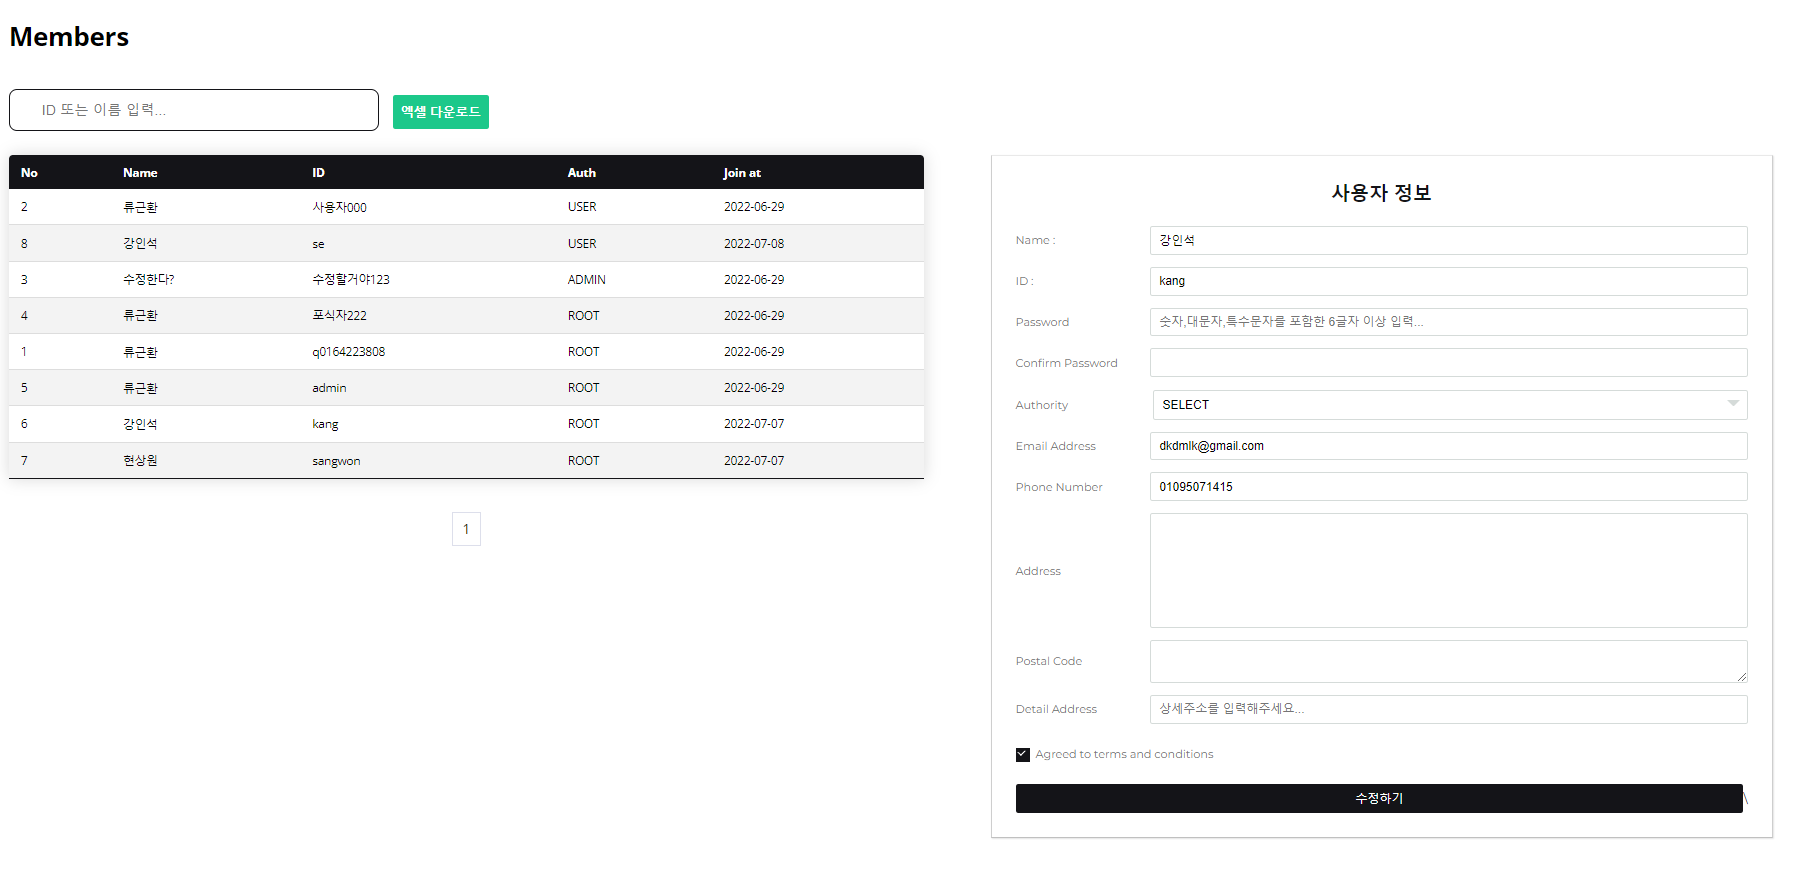 Members
ID 또는 이름 입력...
엑셀 다운로드
No Name ID Auth Join at
2 류근환 사용자000 USER 2022-06-29
8 강인석 se USER 2022-07-08
3 수정한다? 수정할거야123 ADMIN 2022-06-29
4 류근환 포식자222 ROOT 2022-06-29
1 류근환 q0164223808 ROOT 2022-06-29
5 류근환 admin ROOT 2022-06-29
6 강인석 kang ROOT 2022-07-07
7 현상원 sangwon ROOT 2022-07-07
1
사용자 정보
Name : 강인석
ID : kang
Password 숫자,대문자,특수문자를 포함한 6글자 이상 입력...
Confirm Password
Authority SELECT
Email Address dkdmlk@gmail.com
Phone Number 01095071415
Address
Postal Code
Detail Address 상세주소를 입력해주세요...
Agreed to terms and conditions
수정하기 \